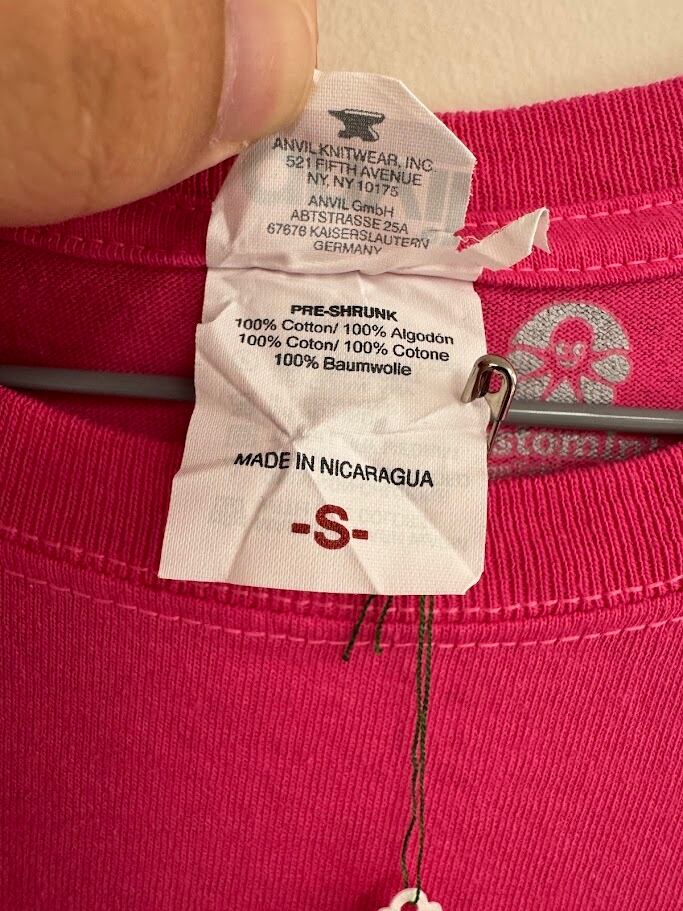 ANVIL KNITWEAR, INC.
521 FIFTH AVENUE
NY, NY 10175
ANVIL GmbH
ABTSTRASSE 25A
67676 KAISERSLAUTERN
GERMANY
PRE-SHRUNK
100% Cotton/ 100% Algodón
100% Coton/ 100% Cotone
100% Baumwolle
MADE IN NICARAGUA
-S-